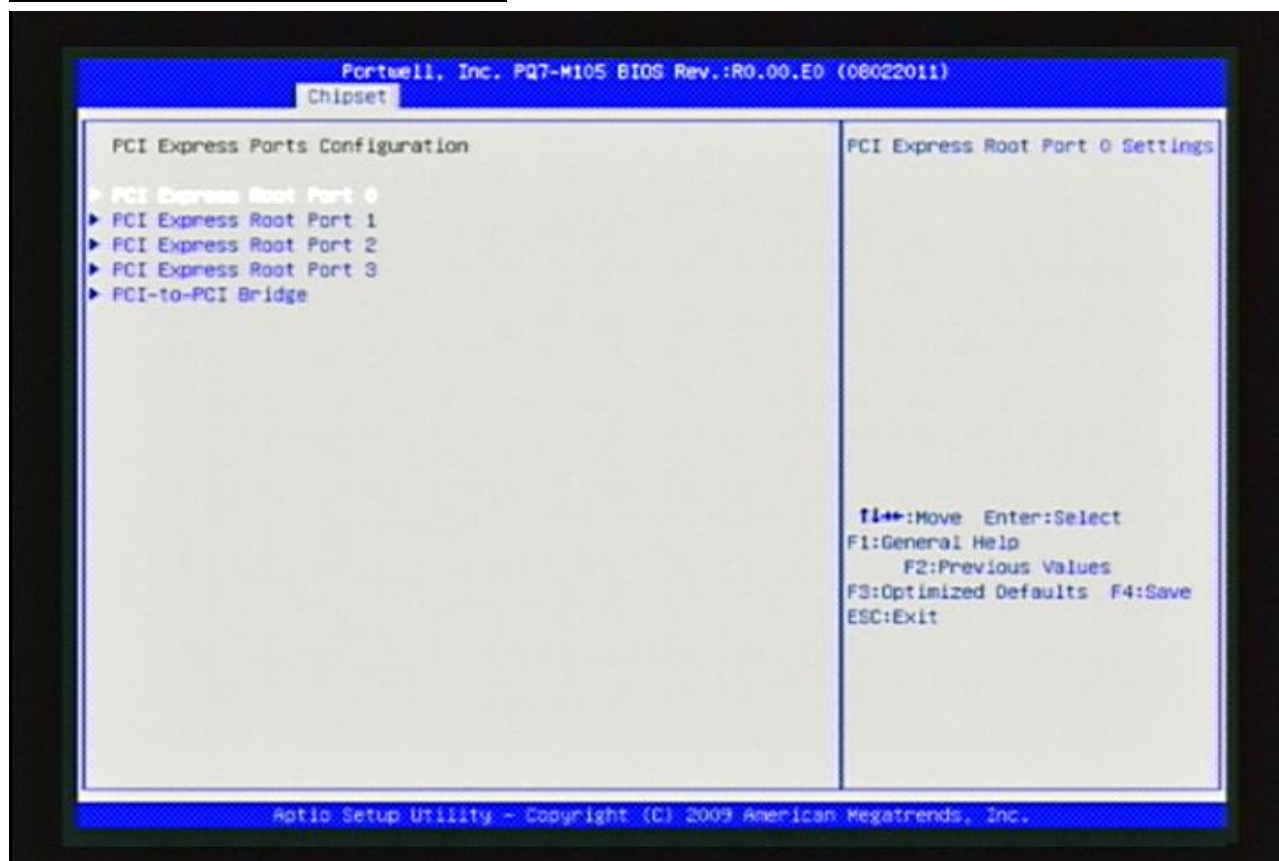 Portwell, Inc. PQ7-M105 BIOS Rev.:R0.00.E0 (08022011)
Chipset
PCI Express Ports Configuration
▶ PCI Express Root Port 0
▶ PCI Express Root Port 1
▶ PCI Express Root Port 2
▶ PCI Express Root Port 3
▶ PCI-to-PCI Bridge
PCI Express Root Port 0 Settings
↑↓→←:Move Enter:Select
F1:General Help
F2:Previous Values
F3:Optimized Defaults F4:Save
ESC:Exit
Aptio Setup Utility - Copyright (C) 2009 American Megatrends, Inc.